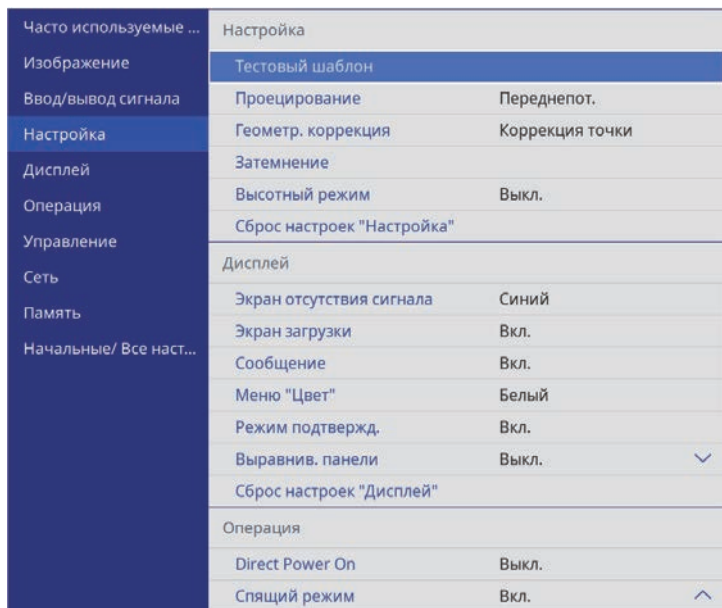 Часто используемые ...
Изображение
Ввод/вывод сигнала
Настройка
Дисплей
Операция
Управление
Сеть
Память
Начальные/ Все наст...
Настройка
Тестовый шаблон
Проецирование Переднепот.
Геометр. коррекция Коррекция точки
Затемнение
Высотный режим Выкл.
Сброс настроек "Настройка"
Дисплей
Экран отсутствия сигнала Синий
Экран загрузки Вкл.
Сообщение Вкл.
Меню "Цвет" Белый
Режим подтвержд. Вкл.
Выравнив. панели Выкл.
Сброс настроек "Дисплей"
Операция
Direct Power On Выкл.
Спящий режим Вкл.